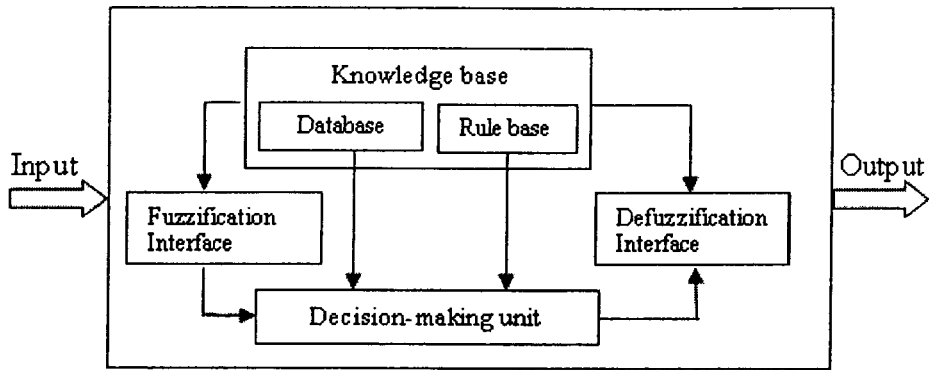 Knowledge base
Database
Rule base
Input
Output
Fuzzification
Interface
Defuzzification
Interface
Decision-making unit